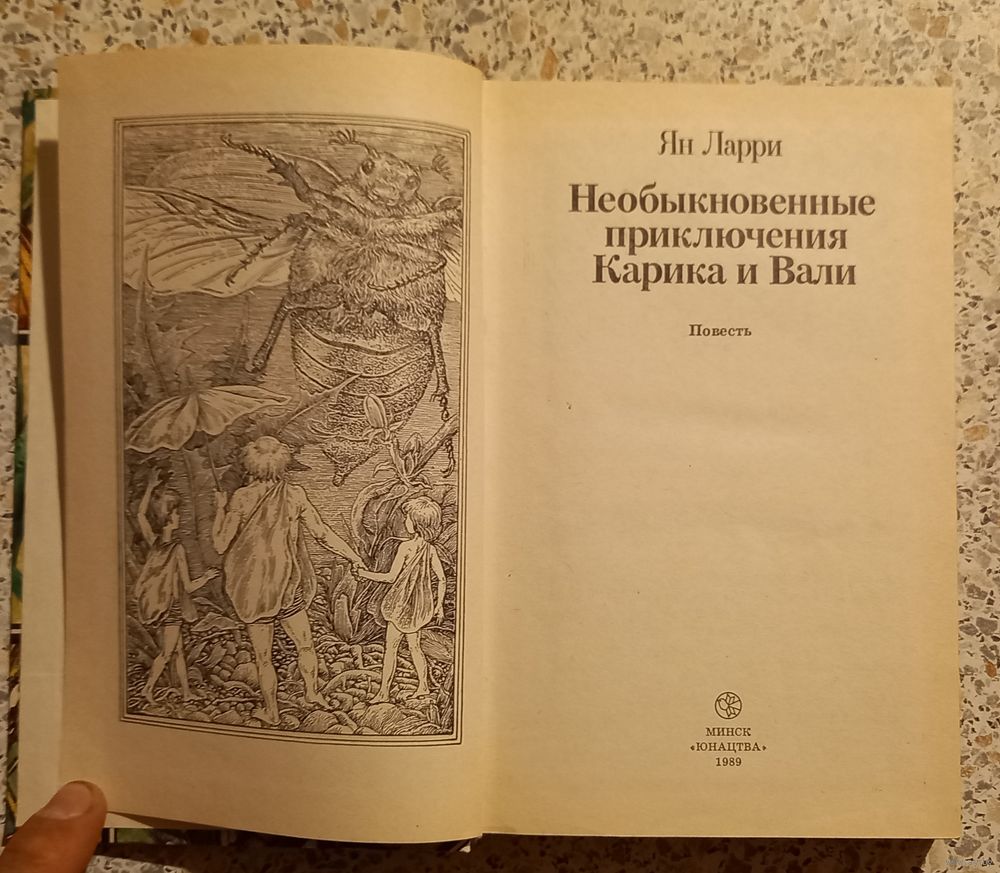 Ян Ларри
Необыкновенные
приключения
Карика и Вали
Повесть
МИНСК
«ЮНАЦТВА»
1989